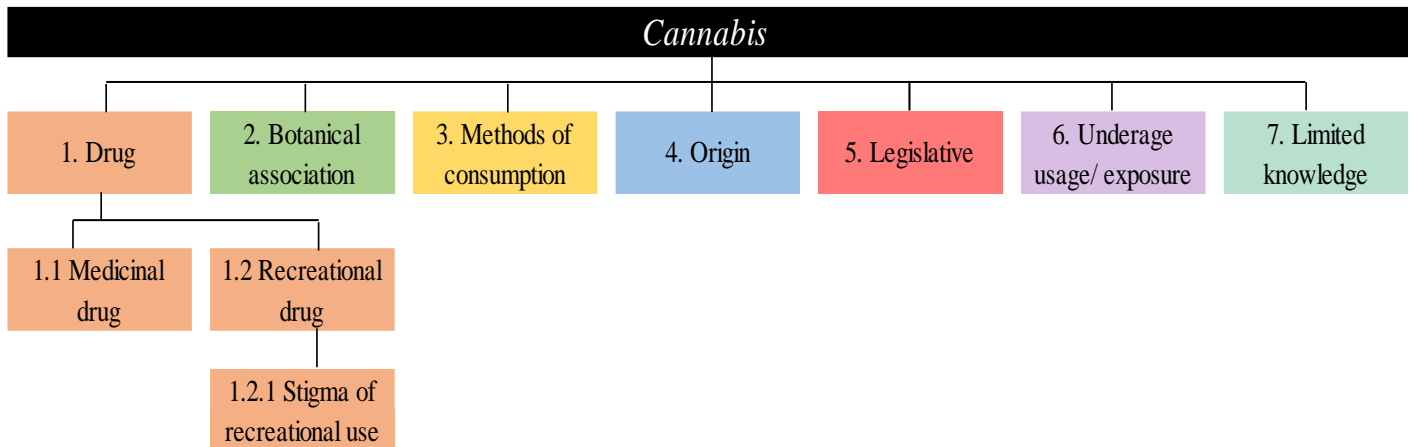 Cannabis
1. Drug
2. Botanical
association
3. Methods of
consumption
4. Origin
5. Legislative
6. Underage
usage/ exposure
7. Limited
knowledge
1.1 Medicinal
drug
1.2 Recreational
drug
1.2.1 Stigma of
recreational use